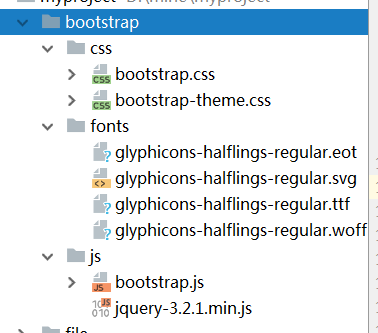 bootstrap
css
bootstrap.css
bootstrap-theme.css
fonts
glyphicons-halflings-regular.eot
glyphicons-halflings-regular.svg
glyphicons-halflings-regular.ttf
glyphicons-halflings-regular.woff
js
bootstrap.js
jquery-3.2.1.min.js